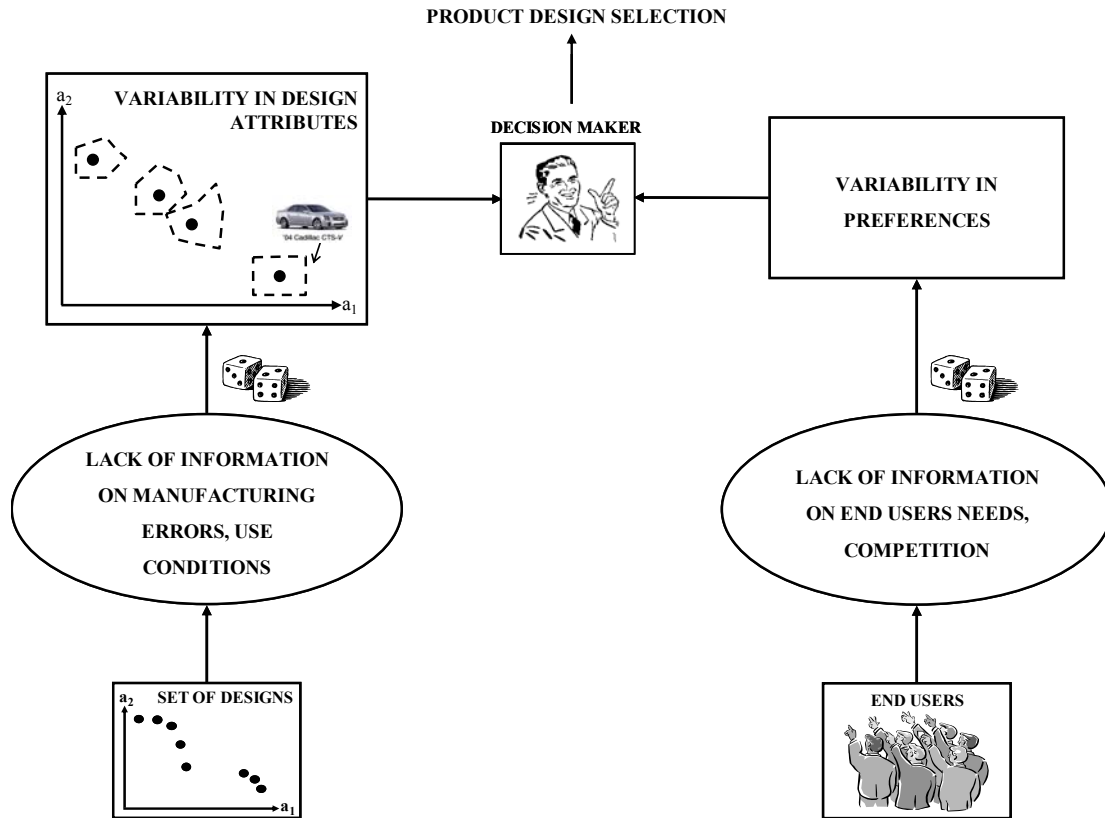 PRODUCT DESIGN SELECTION
a2
VARIABILITY IN DESIGN
ATTRIBUTES
'04 Cadillac CTS-V
a1
DECISION MAKER
VARIABILITY IN
PREFERENCES
LACK OF INFORMATION
ON MANUFACTURING
ERRORS, USE
CONDITIONS
LACK OF INFORMATION
ON END USERS NEEDS,
COMPETITION
a2
SET OF DESIGNS
a1
END USERS